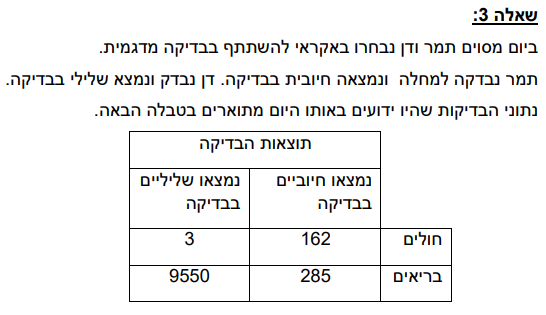 שאלה 3:
ביום מסוים תמר ודן נבחרו באקראי להשתתף בבדיקה מדגמית.
תמר נבדקה למחלה ונמצאה חיובית בבדיקה. דן נבדק ונמצא שלילי בבדיקה.
נתוני הבדיקות שהיו ידועים באותו היום מתוארים בטבלה הבאה.
תוצאות הבדיקה
נמצאו חיוביים נמצאו שליליים
בבדיקה בבדיקה
חולים 162 3
בריאים 285 9550